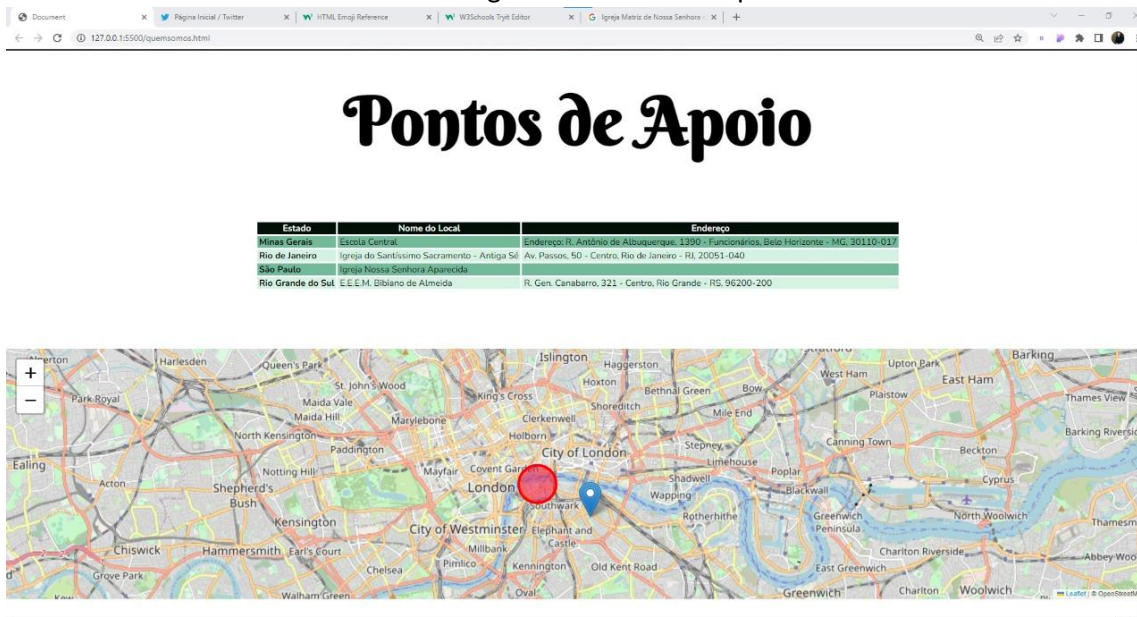 Document
Página Inicial / Twitter
HTML Emoji Reference
W3Schools Tryit Editor
Igreja Matriz de Nossa Senhora
127.0.0.1:5500/quemsomos.html
Pontos de Apoio
Estado Nome do Local Endereço
Minas Gerais Escola Central Endereço: R. Antônio de Albuquerque, 1390 - Funcionários, Belo Horizonte - MG, 30110-017
Rio de Janeiro Igreja do Santíssimo Sacramento - Antiga Sé Av. Passos, 50 - Centro, Rio de Janeiro - RJ, 20051-040
São Paulo Igreja Nossa Senhora Aparecida
Rio Grande do Sul E.E.E.M. Bibiano de Almeida R. Gen. Canabarro, 321 - Centro, Rio Grande - RS, 96200-200
+
−
Harlesden
Queen's Park
Islington
Haggerston
Upton Park
Barking
West Ham
East Ham
Park Royal
St. John's Wood
King's Cross
Hoxton
Bethnal Green
Bow
Plaistow
Thames View
Maida Vale
Shoreditch
Mile End
Maida Hill
Marylebone
Clerkenwell
Barking Riversi
North Kensington
Holborn
Stepney
Canning Town
Paddington
City of London
Beckton
Ealing
Notting Hill
Mayfair
Covent Garden
Limehouse
Poplar
Acton
Shepherd's Bush
London
Shadwell
Cyprus
Southwark
Wapping
Blackwall
Kensington
Rotherhithe
Greenwich Peninsula
North Woolwich
Thamesm
City of Westminster
Elephant and Castle
Chiswick
Hammersmith
Earl's Court
Millbank
Charlton Riverside
Abbey Woo
Chelsea
Pimlico
Kennington
Old Kent Road
East Greenwich
Grove Park
Walham Green
Oval
Greenwich
Charlton
Woolwich
Kew
Leaflet | © OpenStreetM